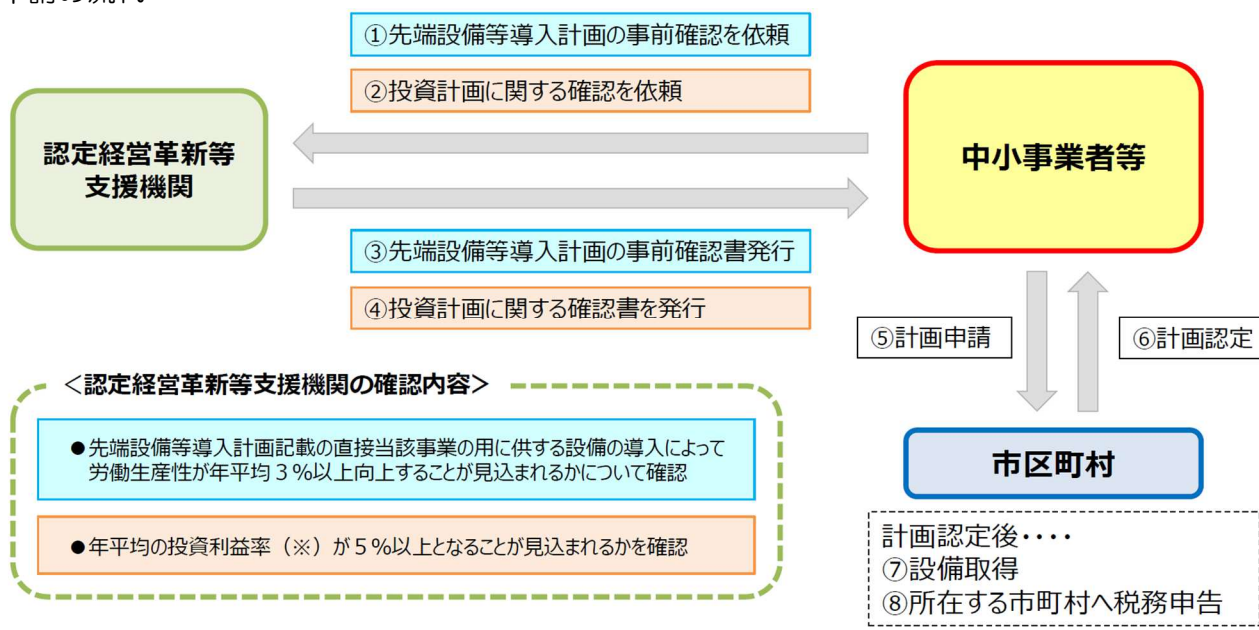 ①先端設備等導入計画の事前確認を依頼
②投資計画に関する確認を依頼
認定経営革新等
支援機関
中小事業者等
③先端設備等導入計画の事前確認書発行
④投資計画に関する確認書を発行
⑤計画申請
⑥計画認定
<認定経営革新等支援機関の確認内容>
●先端設備等導入計画記載の直接当該事業の用に供する設備の導入によって
労働生産性が年平均3%以上向上することが見込まれるかについて確認
●年平均の投資利益率(※)が5%以上となることが見込まれるかを確認
市区町村
計画認定後・・・・
⑦設備取得
⑧所在する市町村へ税務申告